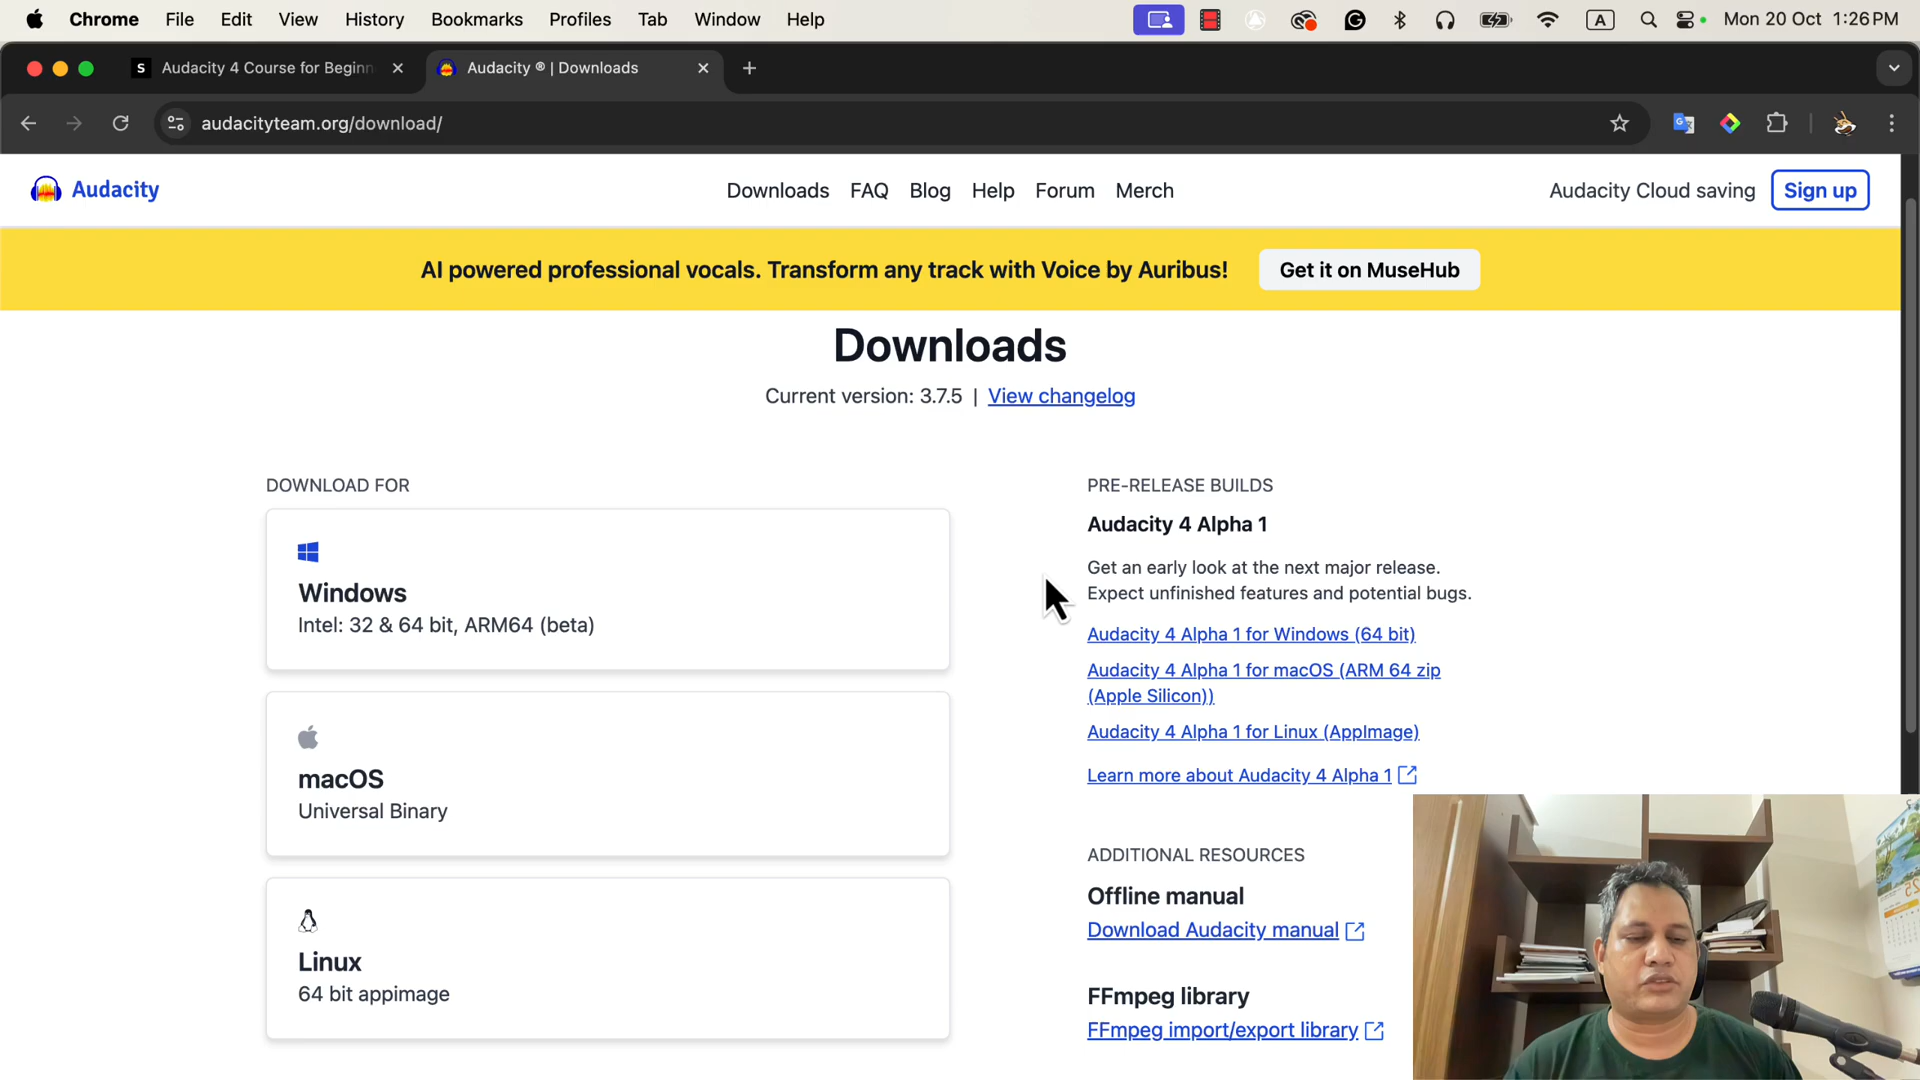 Chrome File Edit View History Bookmarks Profiles Tab Window Help
A Mon 20 Oct 1:26 PM
S Audacity 4 Course for Beginn
Audacity ® | Downloads
audacityteam.org/download/
Audacity
Downloads FAQ Blog Help Forum Merch
Audacity Cloud saving Sign up
AI powered professional vocals. Transform any track with Voice by Auribus! Get it on MuseHub
Downloads
Current version: 3.7.5 | View changelog
DOWNLOAD FOR
Windows
Intel: 32 & 64 bit, ARM64 (beta)
macOS
Universal Binary
Linux
64 bit appimage
PRE-RELEASE BUILDS
Audacity 4 Alpha 1
Get an early look at the next major release.
Expect unfinished features and potential bugs.
Audacity 4 Alpha 1 for Windows (64 bit)
Audacity 4 Alpha 1 for macOS (ARM 64 zip
(Apple Silicon))
Audacity 4 Alpha 1 for Linux (AppImage)
Learn more about Audacity 4 Alpha 1
ADDITIONAL RESOURCES
Offline manual
Download Audacity manual
FFmpeg library
FFmpeg import/export library